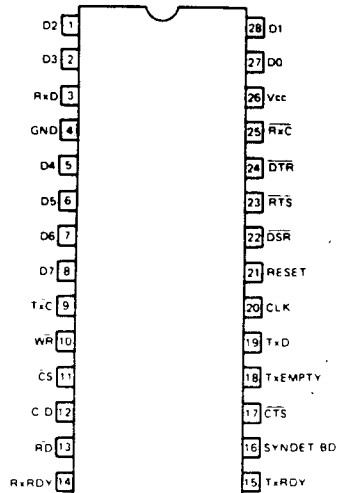 D2 1 28 D1
D3 2 27 D0
RxD 3 26 Vcc
GND 4 25 RxC
D4 5 24 DTR
D5 6 23 RTS
D6 7 22 DSR
D7 8 21 RESET
TxC 9 20 CLK
WR 10 19 TxD
CS 11 18 TxEMPTY
C D 12 17 CTS
RD 13 16 SYNDET BD
RxRDY 14 15 TxRDY